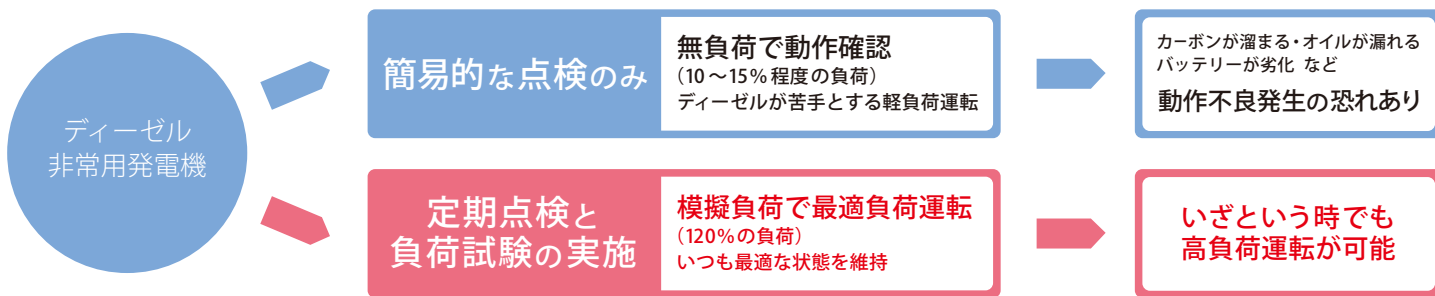 ディーゼル
非常用発電機
簡易的な点検のみ
無負荷で動作確認
(10～15%程度の負荷)
ディーゼルが苦手とする軽負荷運転
カーボンが溜まる・オイルが漏れる
バッテリーが劣化 など
動作不良発生の恐れあり
定期点検と
負荷試験の実施
模擬負荷で最適負荷運転
(120%の負荷)
いつも最適な状態を維持
いざという時でも
高負荷運転が可能